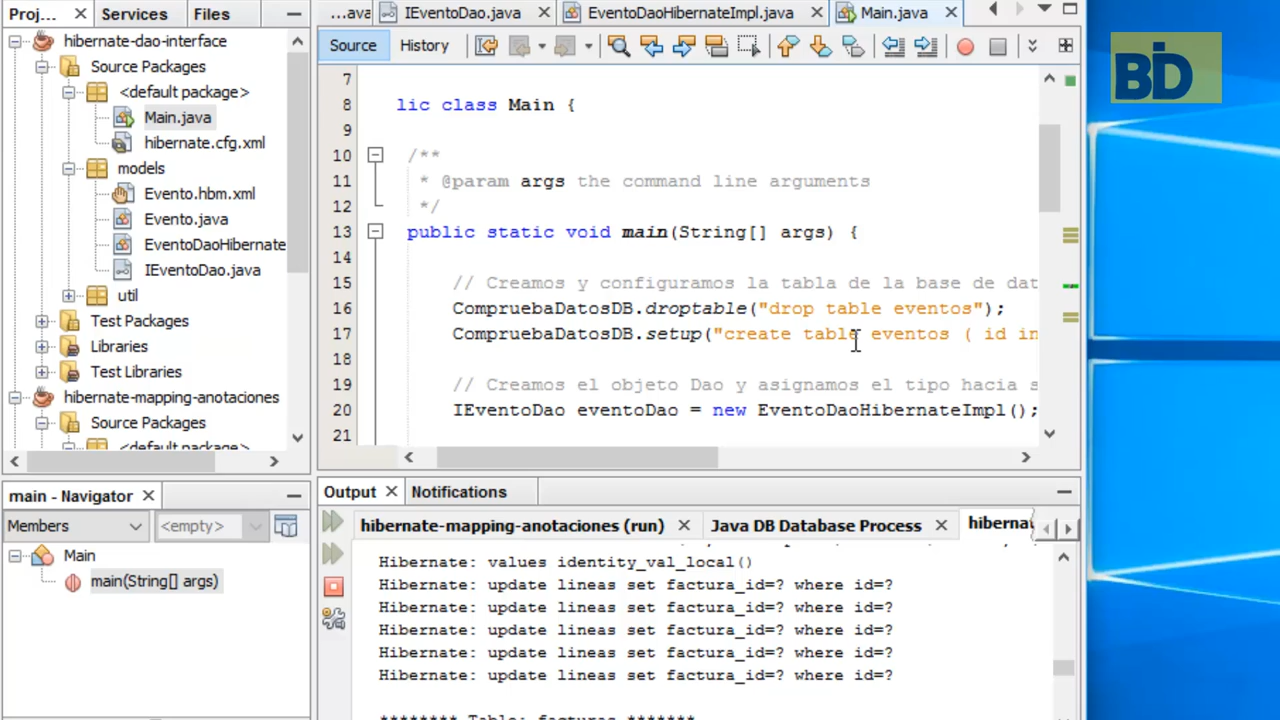 Proj... Services Files
hibernate-dao-interface
Source Packages
<default package>
Main.java
hibernate.cfg.xml
models
Evento.hbm.xml
Evento.java
EventoDaoHibernate
IEventoDao.java
util
Test Packages
Libraries
Test Libraries
hibernate-mapping-anotaciones
Source Packages
<default package>
main - Navigator
Members <empty>
Main
main(String[] args)
...ava IEventoDao.java EventoDaoHibernateImpl.java Main.java
Source History
7
8 lic class Main {
9
10 /**
11 * @param args the command line arguments
12 */
13 public static void main(String[] args) {
14
15 // Creamos y configuramos la tabla de la base de dat
16 CompruebaDatosDB.droptable("drop table eventos");
17 CompruebaDatosDB.setup("create table eventos ( id in
18
19 // Creamos el objeto Dao y asignamos el tipo hacia s
20 IEventoDao eventoDao = new EventoDaoHibernateImpl();
21
Output Notifications
hibernate-mapping-anotaciones (run) Java DB Database Process hiberna
Hibernate: values identity_val_local()
Hibernate: update lineas set factura_id=? where id=?
Hibernate: update lineas set factura_id=? where id=?
Hibernate: update lineas set factura_id=? where id=?
Hibernate: update lineas set factura_id=? where id=?
Hibernate: update lineas set factura_id=? where id=?
******** Table: facturas *******
BID